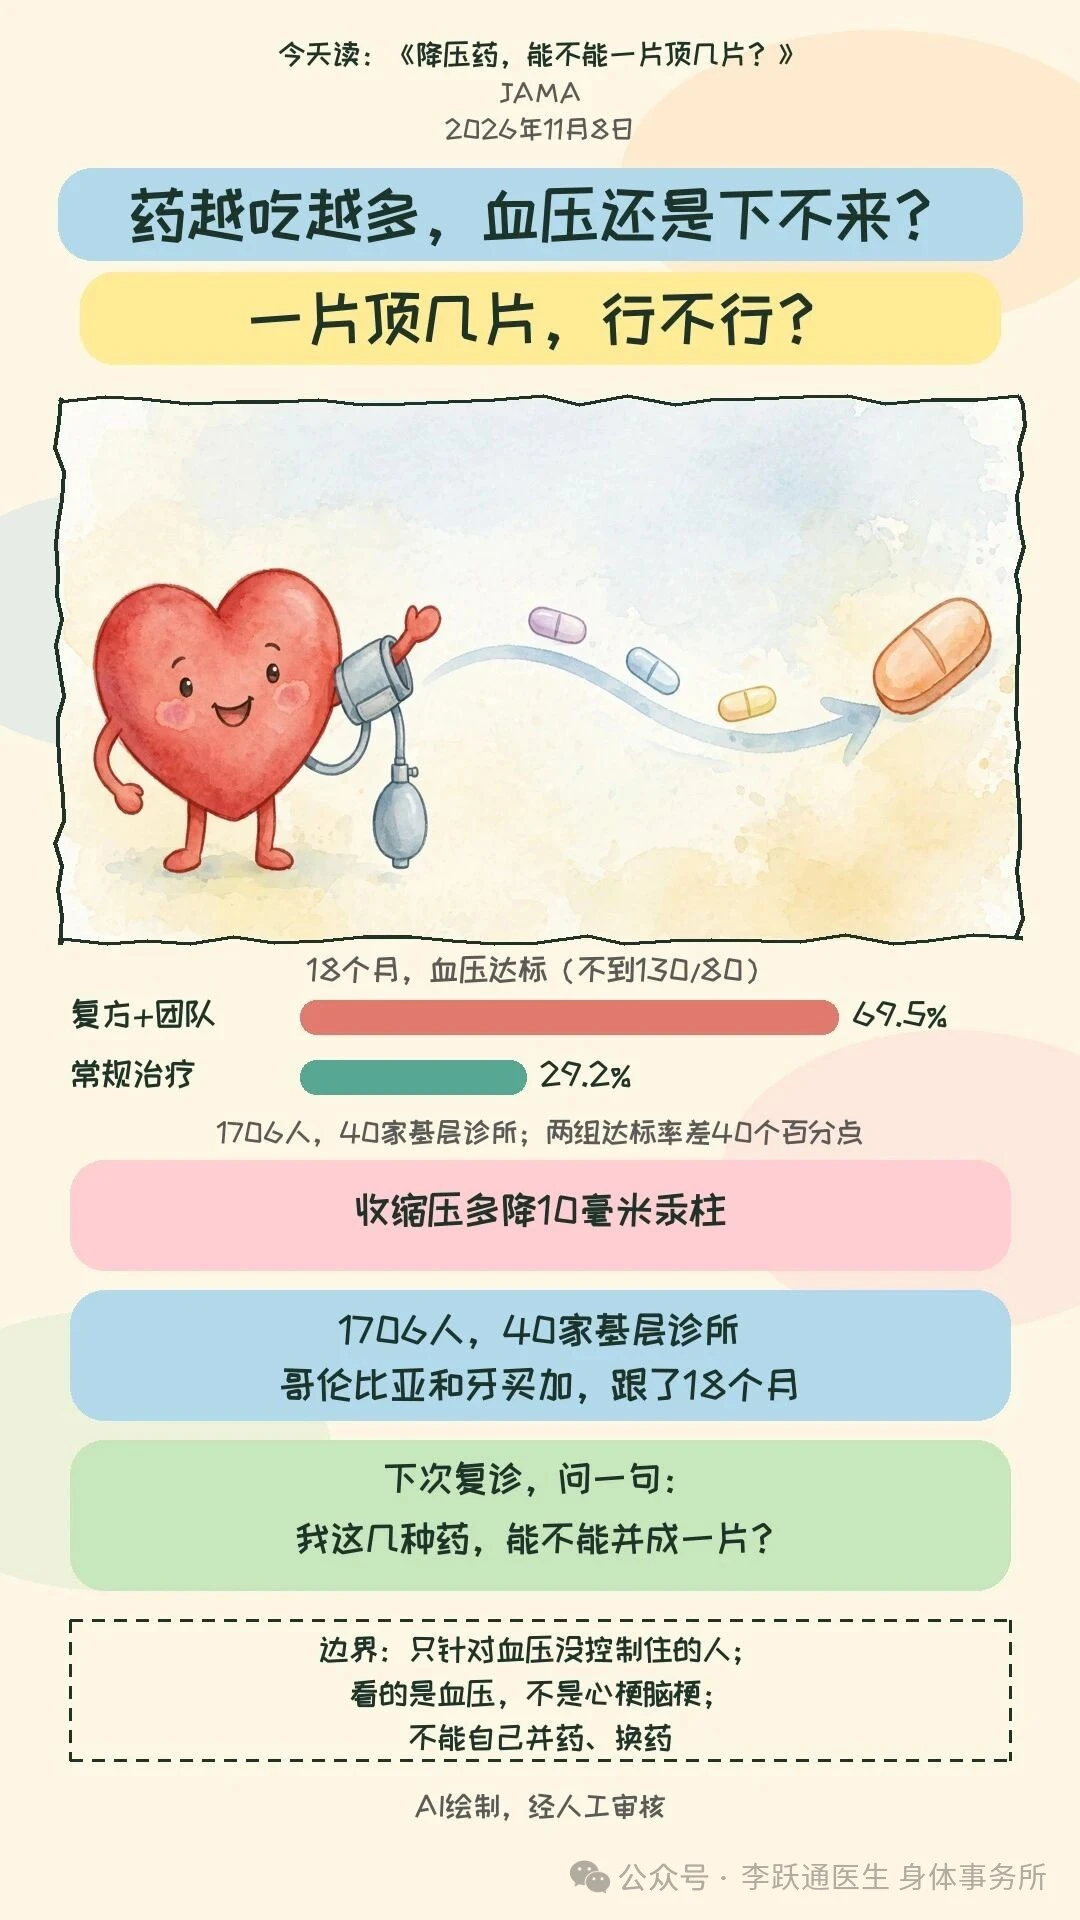 今天读：《降压药，能不能一片顶几片？》
JAMA
2026年11月8日
药越吃越多，血压还是下不来？
一片顶几片，行不行？
18个月，血压达标（不到130/80）
复方+团队 69.5%
常规治疗 29.2%
1706人，40家基层诊所；两组达标率差40个百分点
收缩压多降10毫米汞柱
1706人，40家基层诊所
哥伦比亚和牙买加，跟了18个月
下次复诊，问一句：
我这几种药，能不能并成一片？
边界：只针对血压没控制住的人；
看的是血压，不是心梗脑梗；
不能自己并药、换药
AI绘制，经人工审核
公众号·李跃通医生 身体事务所